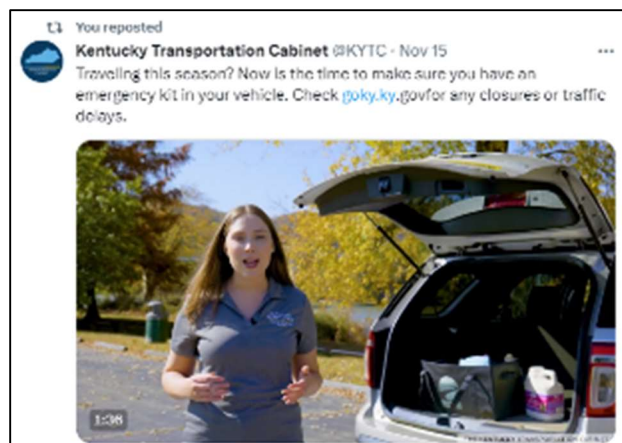 You reposted
Kentucky Transportation Cabinet @KYTC · Nov 15
Traveling this season? Now is the time to make sure you have an
emergency kit in your vehicle. Check goky.ky.govfor any closures or traffic
delays.
1:36